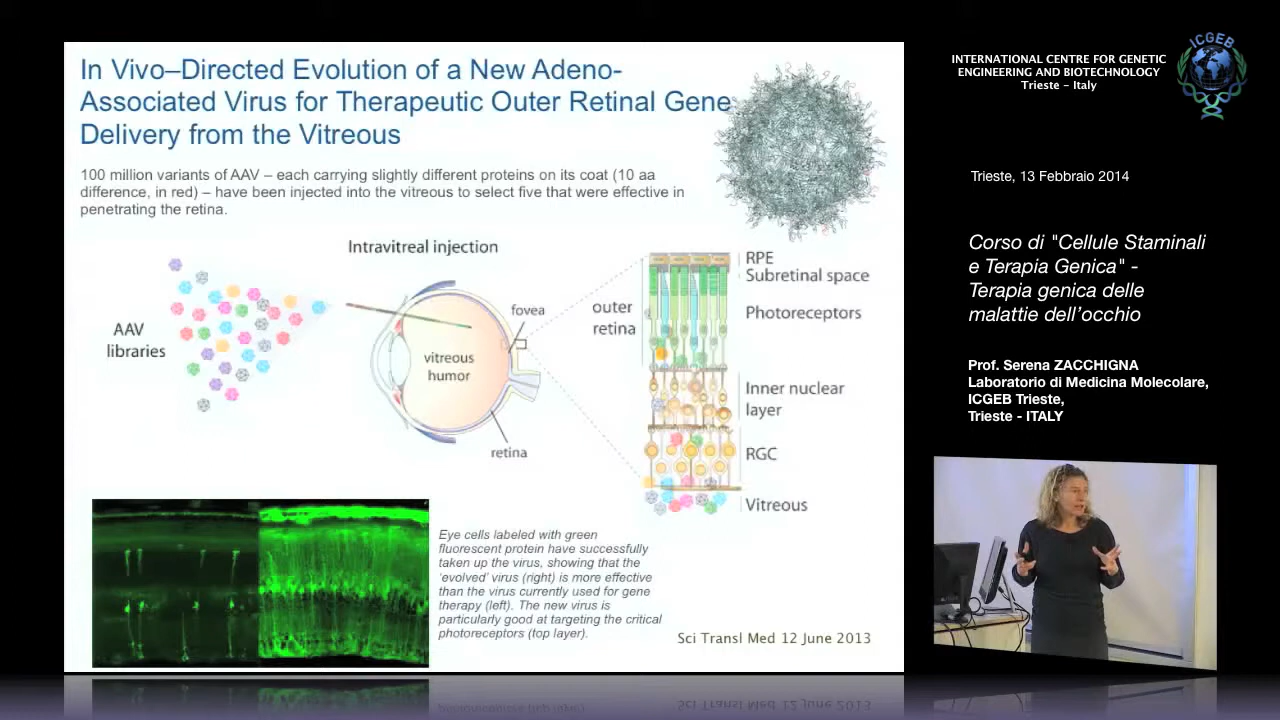 In Vivo–Directed Evolution of a New Adeno-
Associated Virus for Therapeutic Outer Retinal Gene
Delivery from the Vitreous
100 million variants of AAV – each carrying slightly different proteins on its coat (10 aa
difference, in red) – have been injected into the vitreous to select five that were effective in
penetrating the retina.
Intravitreal injection
AAV
libraries
vitreous
humor
fovea
retina
outer
retina
RPE
Subretinal space
Photoreceptors
Inner nuclear
layer
RGC
Vitreous
Eye cells labeled with green
fluorescent protein have successfully
taken up the virus, showing that the
‘evolved’ virus (right) is more effective
than the virus currently used for gene
therapy (left). The new virus is
particularly good at targeting the critical
photoreceptors (top layer).
Sci Transl Med 12 June 2013
INTERNATIONAL CENTRE FOR GENETIC
ENGINEERING AND BIOTECHNOLOGY
Trieste - Italy
ICGEB
Trieste, 13 Febbraio 2014
Corso di "Cellule Staminali
e Terapia Genica" -
Terapia genica delle
malattie dell'occhio
Prof. Serena ZACCHIGNA
Laboratorio di Medicina Molecolare,
ICGEB Trieste,
Trieste - ITALY